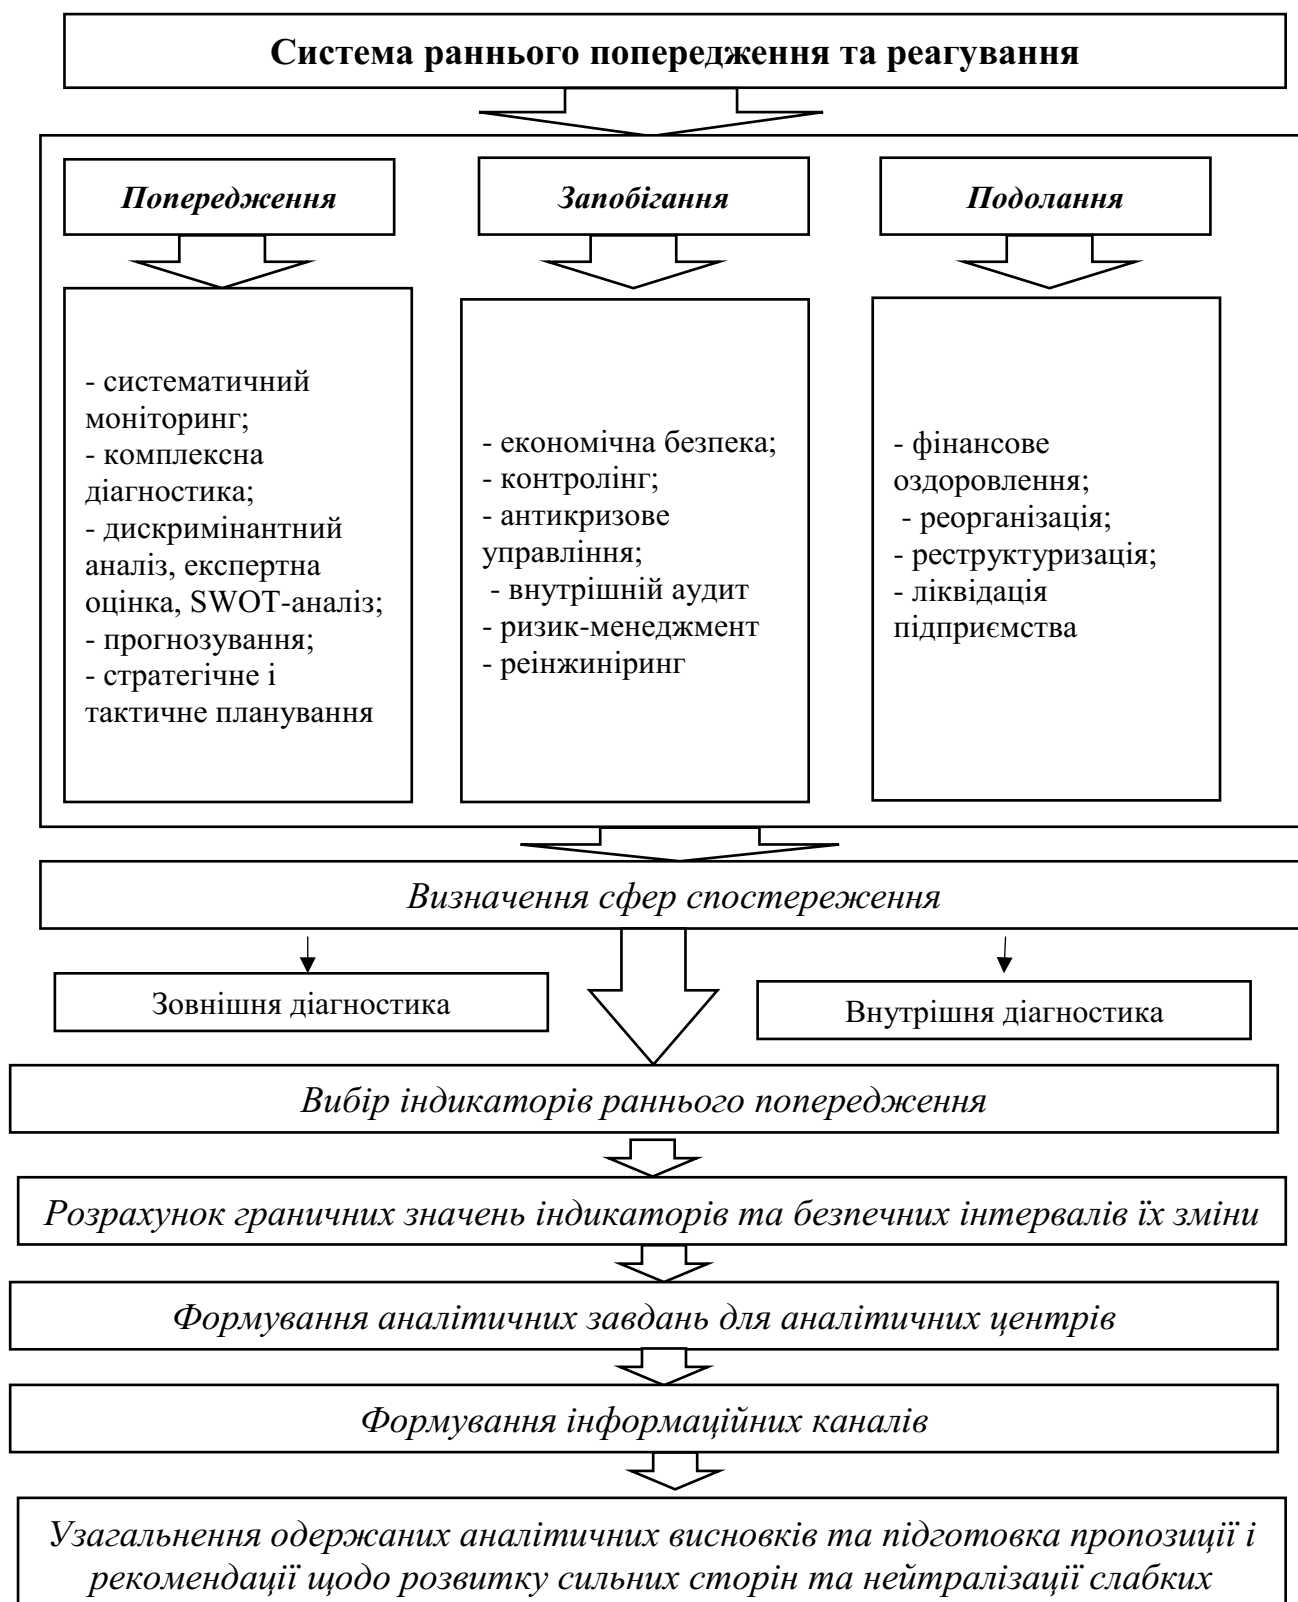 Система раннього попередження та реагування
Попередження
Запобігання
Подолання
- систематичний
моніторинг;
- комплексна
діагностика;
- дискримінантний
аналіз, експертна
оцінка, SWOT-аналіз;
- прогнозування;
- стратегічне і
тактичне планування
- економічна безпека;
- контролінг;
- антикризове
управління;
- внутрішній аудит
- ризик-менеджмент
- реінжиніринг
- фінансове
оздоровлення;
- реорганізація;
- реструктуризація;
- ліквідація
підприємства
Визначення сфер спостереження
Зовнішня діагностика
Внутрішня діагностика
Вибір індикаторів раннього попередження
Розрахунок граничних значень індикаторів та безпечних інтервалів їх зміни
Формування аналітичних завдань для аналітичних центрів
Формування інформаційних каналів
Узагальнення одержаних аналітичних висновків та підготовка пропозиції і
рекомендації щодо розвитку сильних сторін та нейтралізації слабких